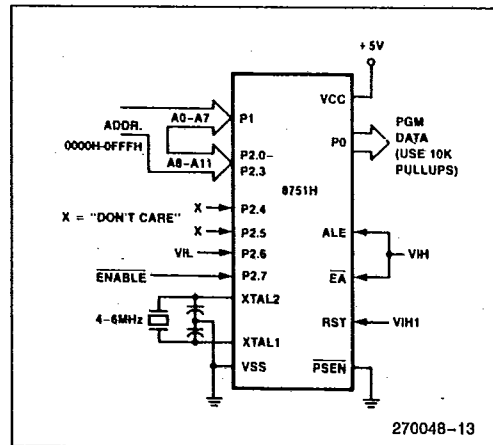 +5V
VCC
A0–A7
P1
ADDR.
0000H-0FFFH
A8–A11
P2.0–
P2.3
P0
PGM
DATA
(USE 10K
PULLUPS)
8751H
X = "DON'T CARE"
X
P2.4
X
P2.5
VIL
P2.6
ENABLE
P2.7
ALE
VIH
EA
XTAL2
4-6MHz
XTAL1
RST
VIH1
VSS
PSEN
270048-13